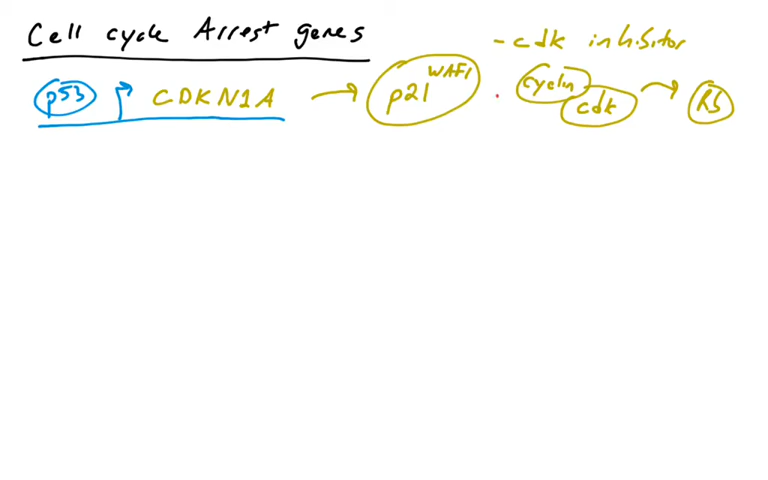 Cell cycle Arrest genes
- cdk inhibitor
p53 CDKN1A → p21 WAF1 cyclin cdk → Rb